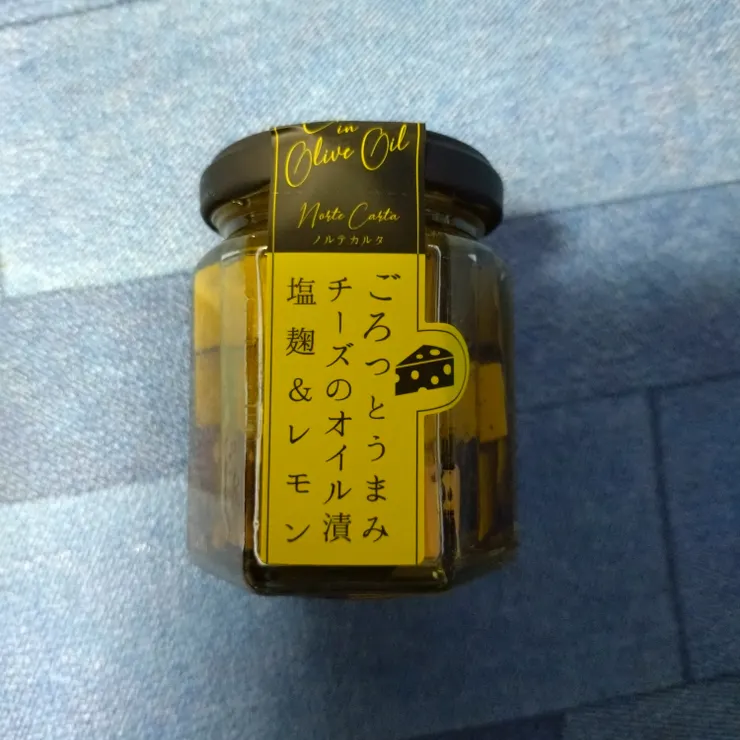 in
Olive Oil
Norte Carta
ノルテカルタ
ごろっとうまみ
チーズのオイル漬
塩麹&レモン